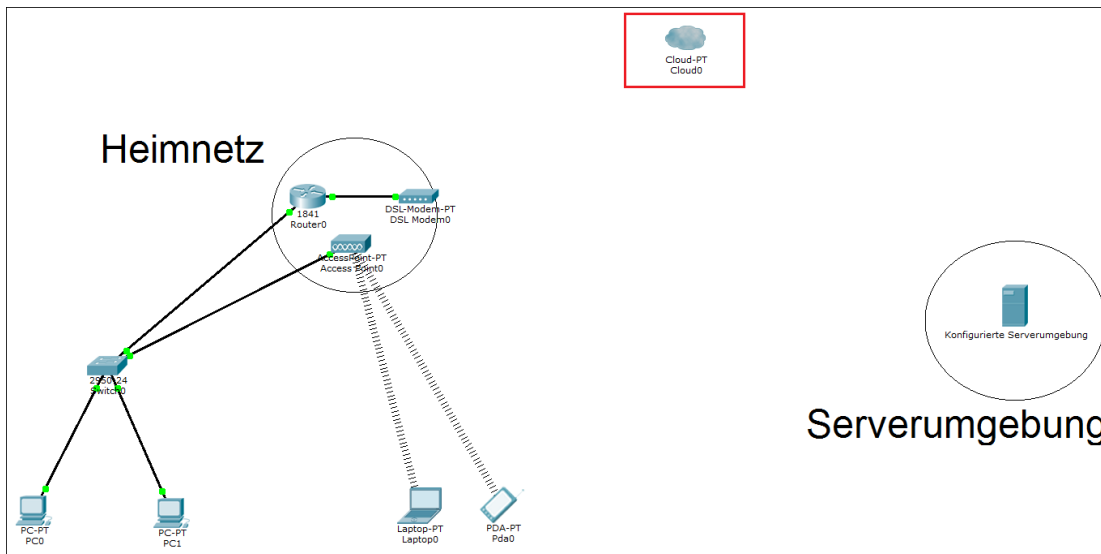 Cloud-PT
Cloud0
Heimnetz
1841
Router0
DSL-Modem-PT
DSL Modem0
AccessPoint-PT
Access Point0
Konfigurierte Serverumgebung
2950-24
Switch0
Serverumgebung
PC-PT
PC0
PC-PT
PC1
Laptop-PT
Laptop0
PDA-PT
Pda0